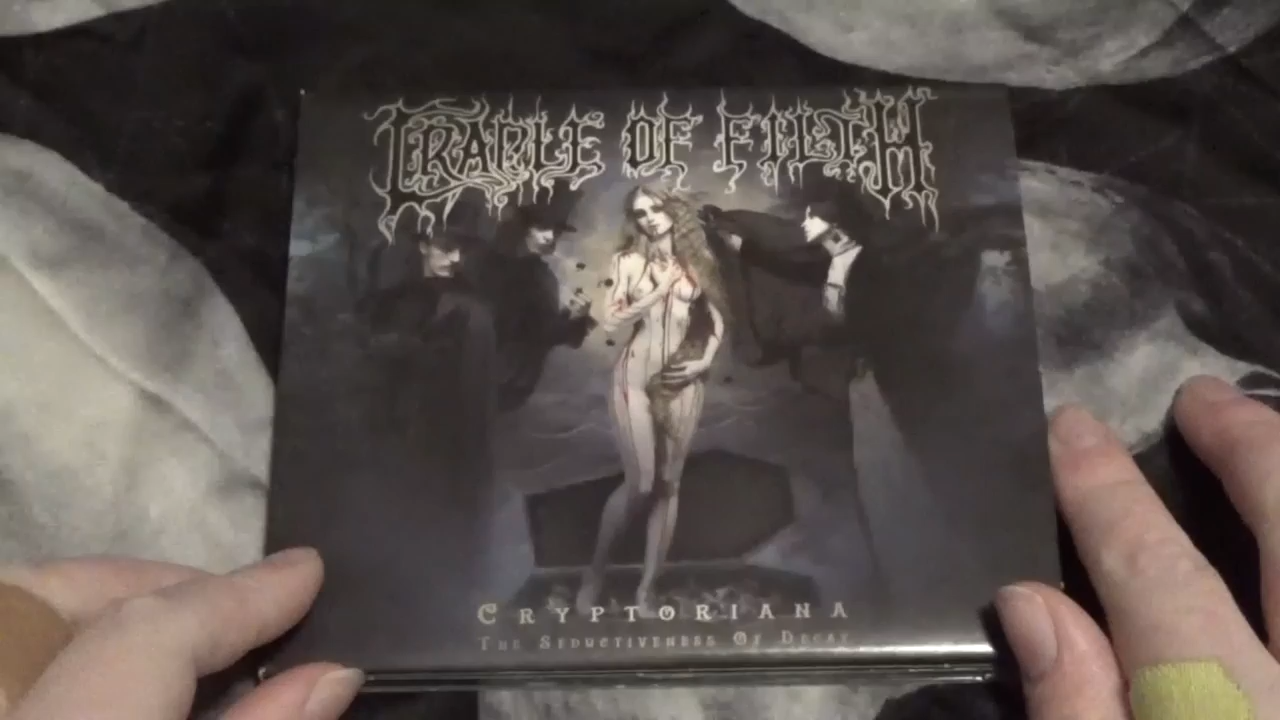 CRADLE OF FILTH
CRYPTORIANA
THE SEDUCTIVENESS OF DECAY